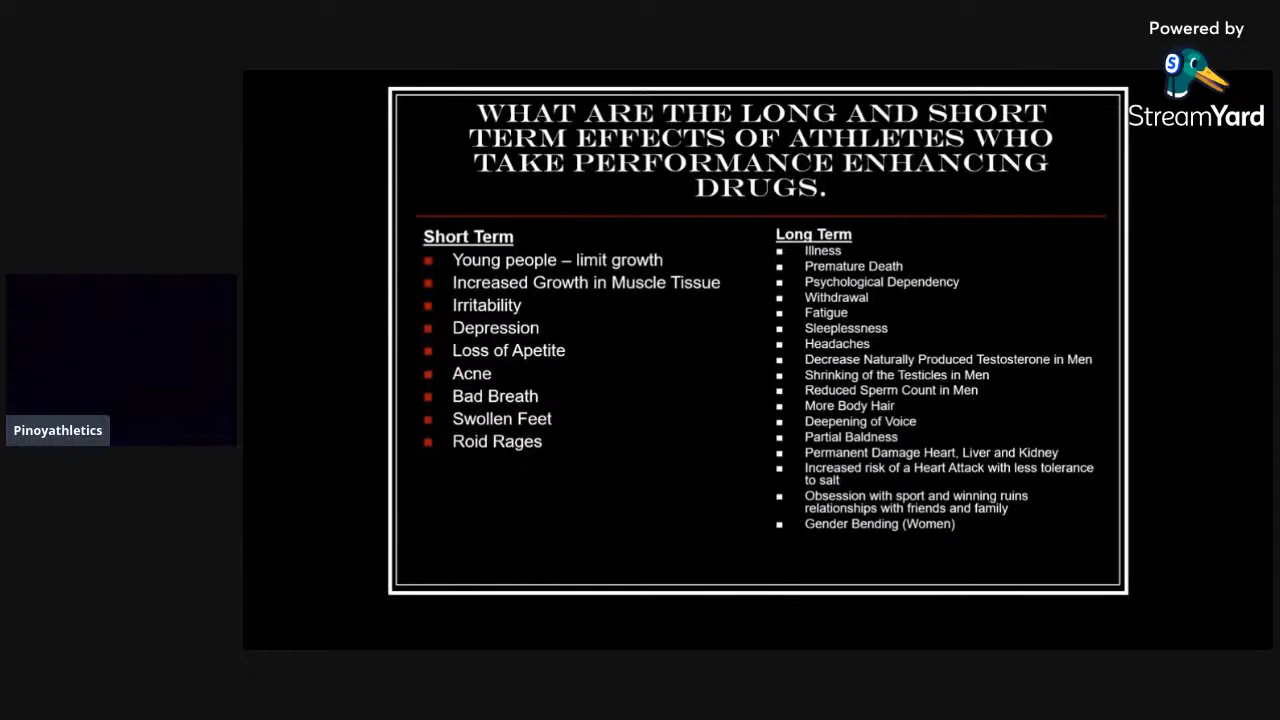 Powered by
S
StreamYard
WHAT ARE THE LONG AND SHORT
TERM EFFECTS OF ATHLETES WHO
TAKE PERFORMANCE ENHANCING
DRUGS.
Short Term
Young people – limit growth
Increased Growth in Muscle Tissue
Irritability
Depression
Loss of Apetite
Acne
Bad Breath
Swollen Feet
Roid Rages
Long Term
Illness
Premature Death
Psychological Dependency
Withdrawal
Fatigue
Sleeplessness
Headaches
Decrease Naturally Produced Testosterone in Men
Shrinking of the Testicles in Men
Reduced Sperm Count in Men
More Body Hair
Deepening of Voice
Partial Baldness
Permanent Damage Heart, Liver and Kidney
Increased risk of a Heart Attack with less tolerance
to salt
Obsession with sport and winning ruins
relationships with friends and family
Gender Bending (Women)
Pinoyathletics